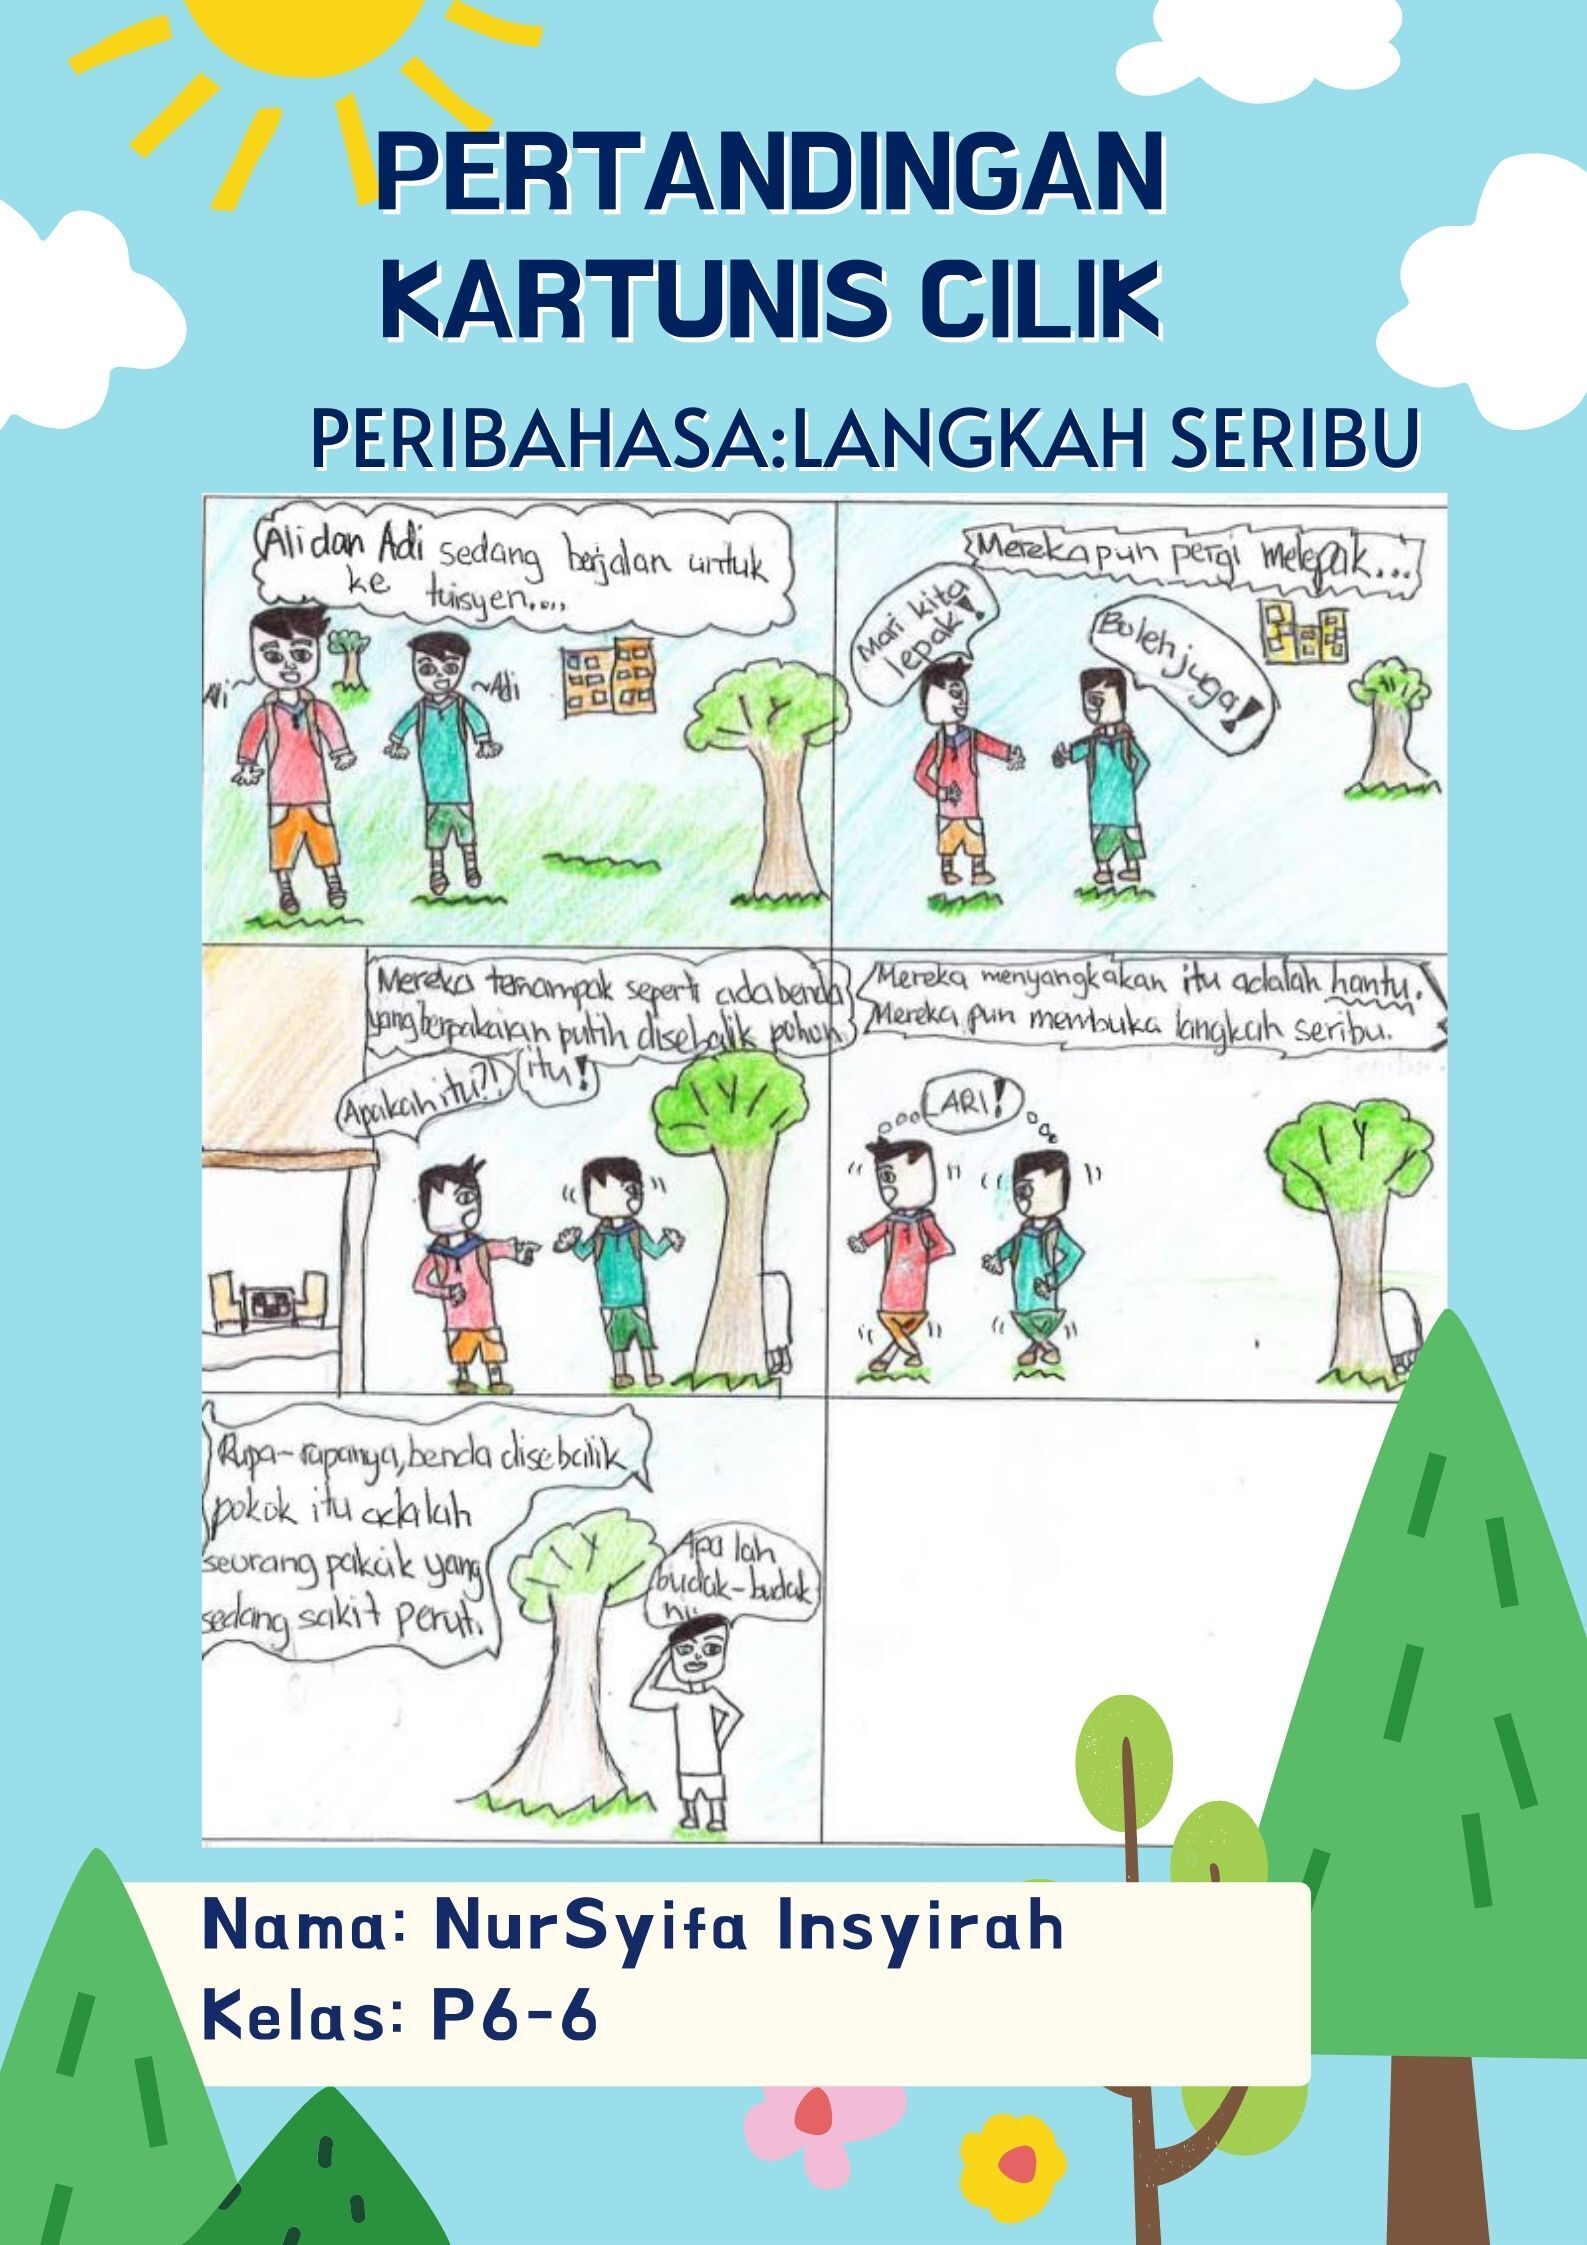 PERTANDINGAN
KARTUNIS CILIK
PERIBAHASA:LANGKAH SERIBU
Ali dan Adi sedang berjalan untuk
ke tuisyen....
Ali
Adi
Mereka pun pergi melepak...
Mari kita
lepak!
Boleh juga!
Mereka ternampak seperti ada benda
yang berpakaian putih disebalik pohon
itu!
Apakah itu?!
Mereka menyangkakan itu adalah hantu.
Mereka pun membuka langkah seribu.
LARI!
Rupa-rupanya, benda disebalik
pokok itu adalah
seorang pakcik yang
sedang sakit perut.
Apa lah
budak-budak
ni.
Nama: NurSyifa Insyirah
Kelas: P6-6